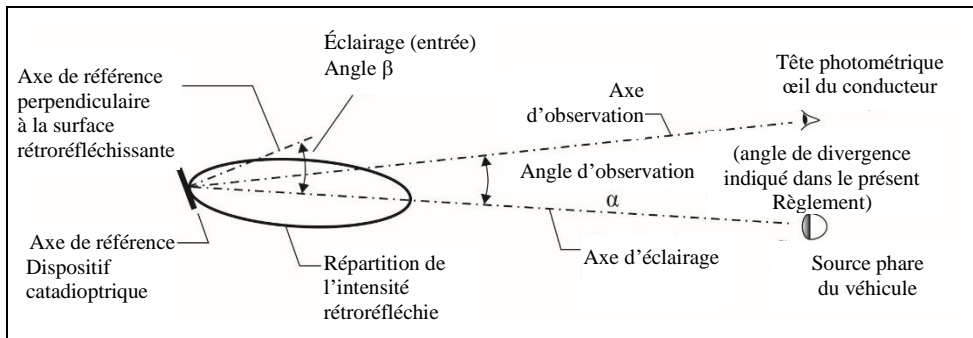 Éclairage (entrée)
Angle β
Axe de référence
perpendiculaire
à la surface
rétroréfléchissante
Axe
d'observation
Tête photométrique
œil du conducteur
Angle d'observation
α
(angle de divergence
indiqué dans le présent
Règlement)
Axe de référence
Dispositif
catadioptrique
Répartition de
l'intensité
rétroréfléchie
Axe d'éclairage
Source phare
du véhicule